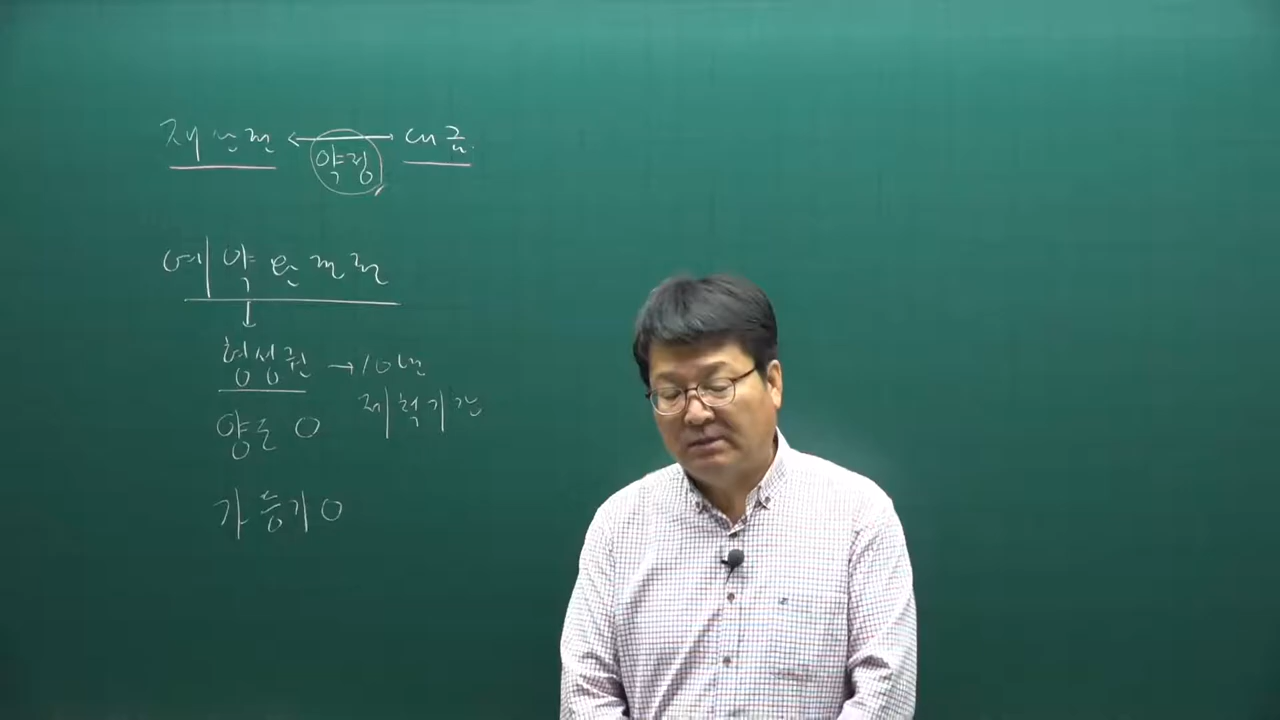 재산권 ↔ 대금
약정
예약완결권
↓
형성권 → 10년
제척기간
양도 O
가등기 O